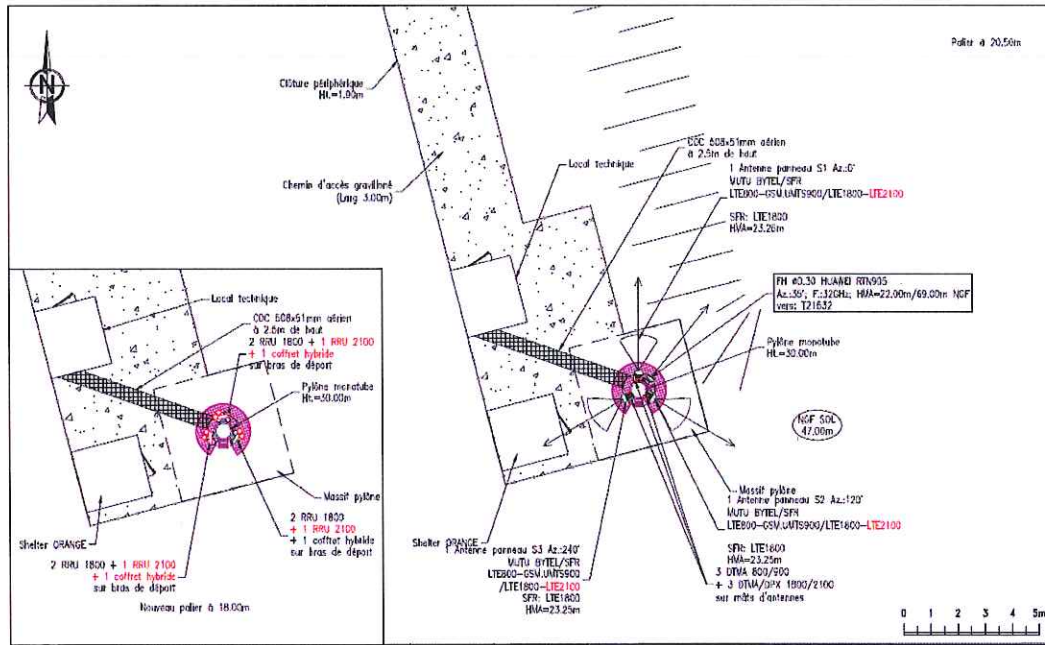 N
Palier à 20,50m
Clôture périphérique
Ht.=1.90m
CDC 608x51mm aérien
à 2.5m de haut
Local technique
1 Antenne panneau S1 Az.:0°
MUTU BYTEL/SFR
LTE800-GSM.UMTS900/LTE1800-LTE2100
SFR: LTE1800
HMA=23.25m
Chemin d'accès gravillonné
(Larg 3.00m)
FH Ø0.30 HUAWEI RTN905
Az.:35°; F.:32GHz; HMA=22.00m/69.00m NGF
vers: T21632
Pylône monotube
Ht.=30.00m
NGF SOL
47.00m
Massif pylône
1 Antenne panneau S2 Az.:120°
MUTU BYTEL/SFR
LTE800-GSM.UMTS900/LTE1800-LTE2100
SFR: LTE1800
HMA=23.25m
3 DTMA 800/900
+ 3 DTMA/DPX 1800/2100
sur mâts d'antennes
Shelter ORANGE
1 Antenne panneau S3 Az.:240°
MUTU BYTEL/SFR
LTE800-GSM.UMTS900
/LTE1800-LTE2100
SFR: LTE1800
HMA=23.25m
Local technique
CDC 608x51mm aérien
à 2.5m de haut
2 RRU 1800 + 1 RRU 2100
+ 1 coffret hybride
sur bras de départ
Pylône monotube
Ht.=30.00m
Massif pylône
2 RRU 1800
+ 1 RRU 2100
+ 1 coffret hybride
sur bras de départ
Shelter ORANGE
2 RRU 1800 + 1 RRU 2100
+ 1 coffret hybride
sur bras de départ
Nouveau palier à 18.00m
0 1 2 3 4 5m